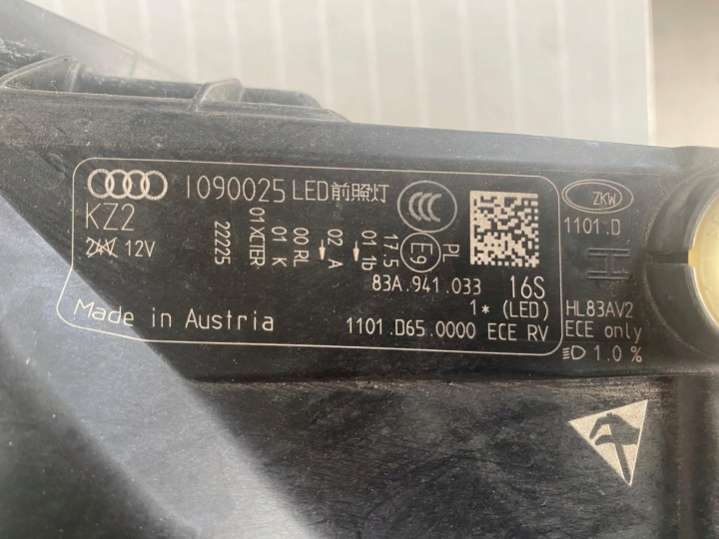 1090025 LED前照灯
KZ2
24V 12V
22225
01XCTER
01 K
00 RL
02 A
01 1b
17.5
E9
PL
CCC
83A.941.033 16S
1* (LED)
Made in Austria
1101.D65.0000 ECE RV
ZKW
1101.D
HL83AV2
ECE only
1.0 %